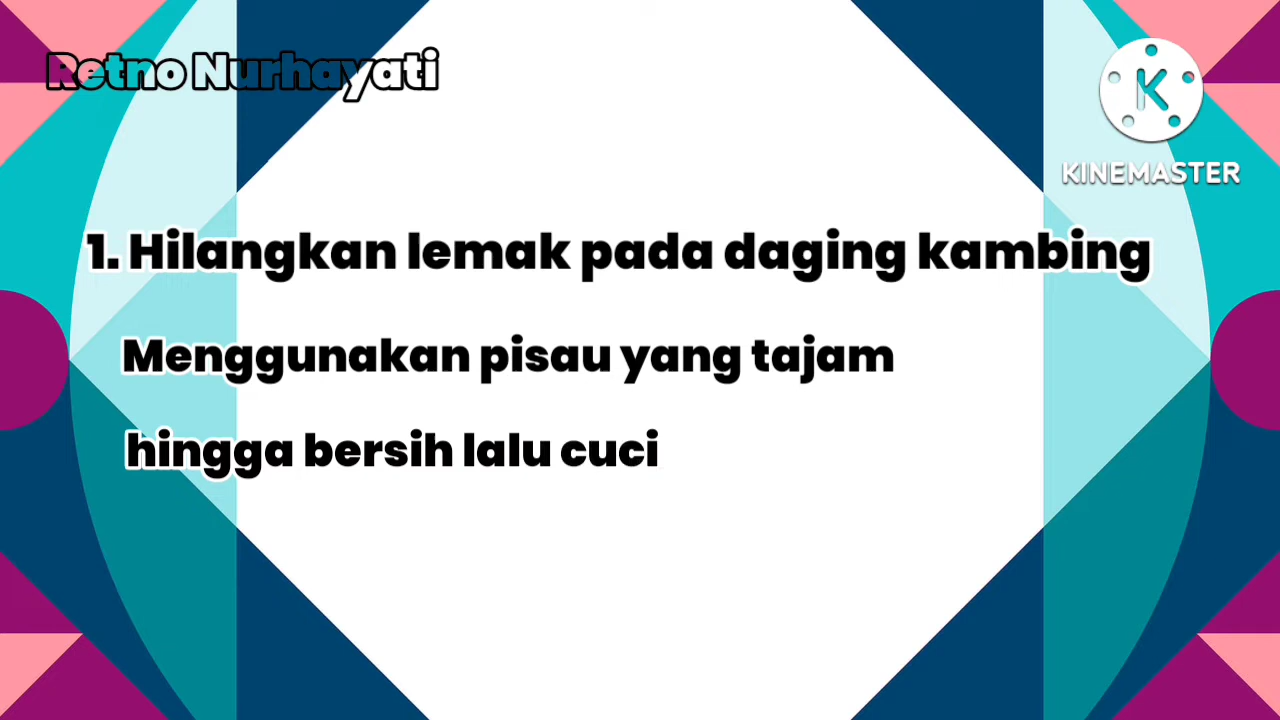 Retno Nurhayati
KINEMASTER
1. Hilangkan lemak pada daging kambing
Menggunakan pisau yang tajam
hingga bersih lalu cuci